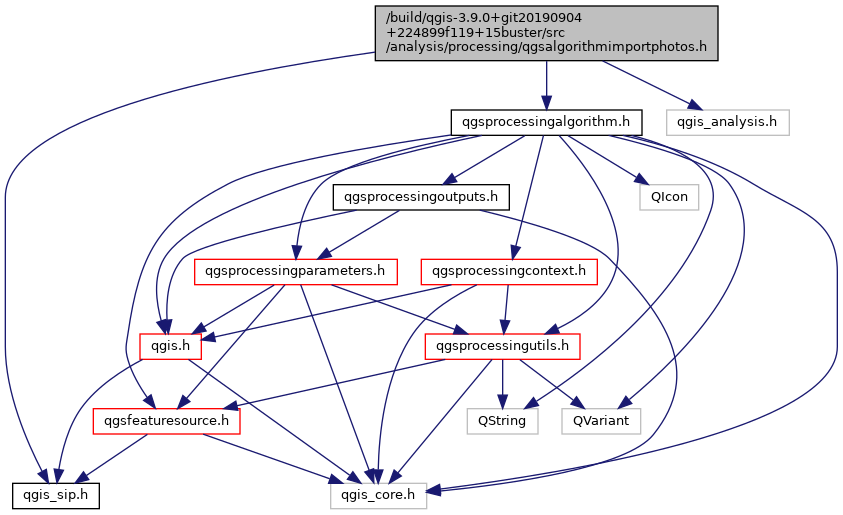 /build/qgis-3.9.0+git20190904
+224899f119+15buster/src
/analysis/processing/qgsalgorithmimportphotos.h
qgsprocessingalgorithm.h
qgis_analysis.h
qgsprocessingoutputs.h
QIcon
qgsprocessingparameters.h
qgsprocessingcontext.h
qgis.h
qgsprocessingutils.h
qgsfeaturesource.h
QString
QVariant
qgis_sip.h
qgis_core.h